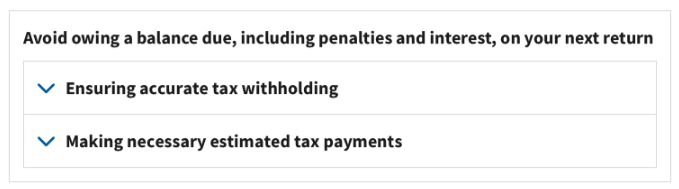 Avoid owing a balance due, including penalties and interest, on your next return
Ensuring accurate tax withholding
Making necessary estimated tax payments